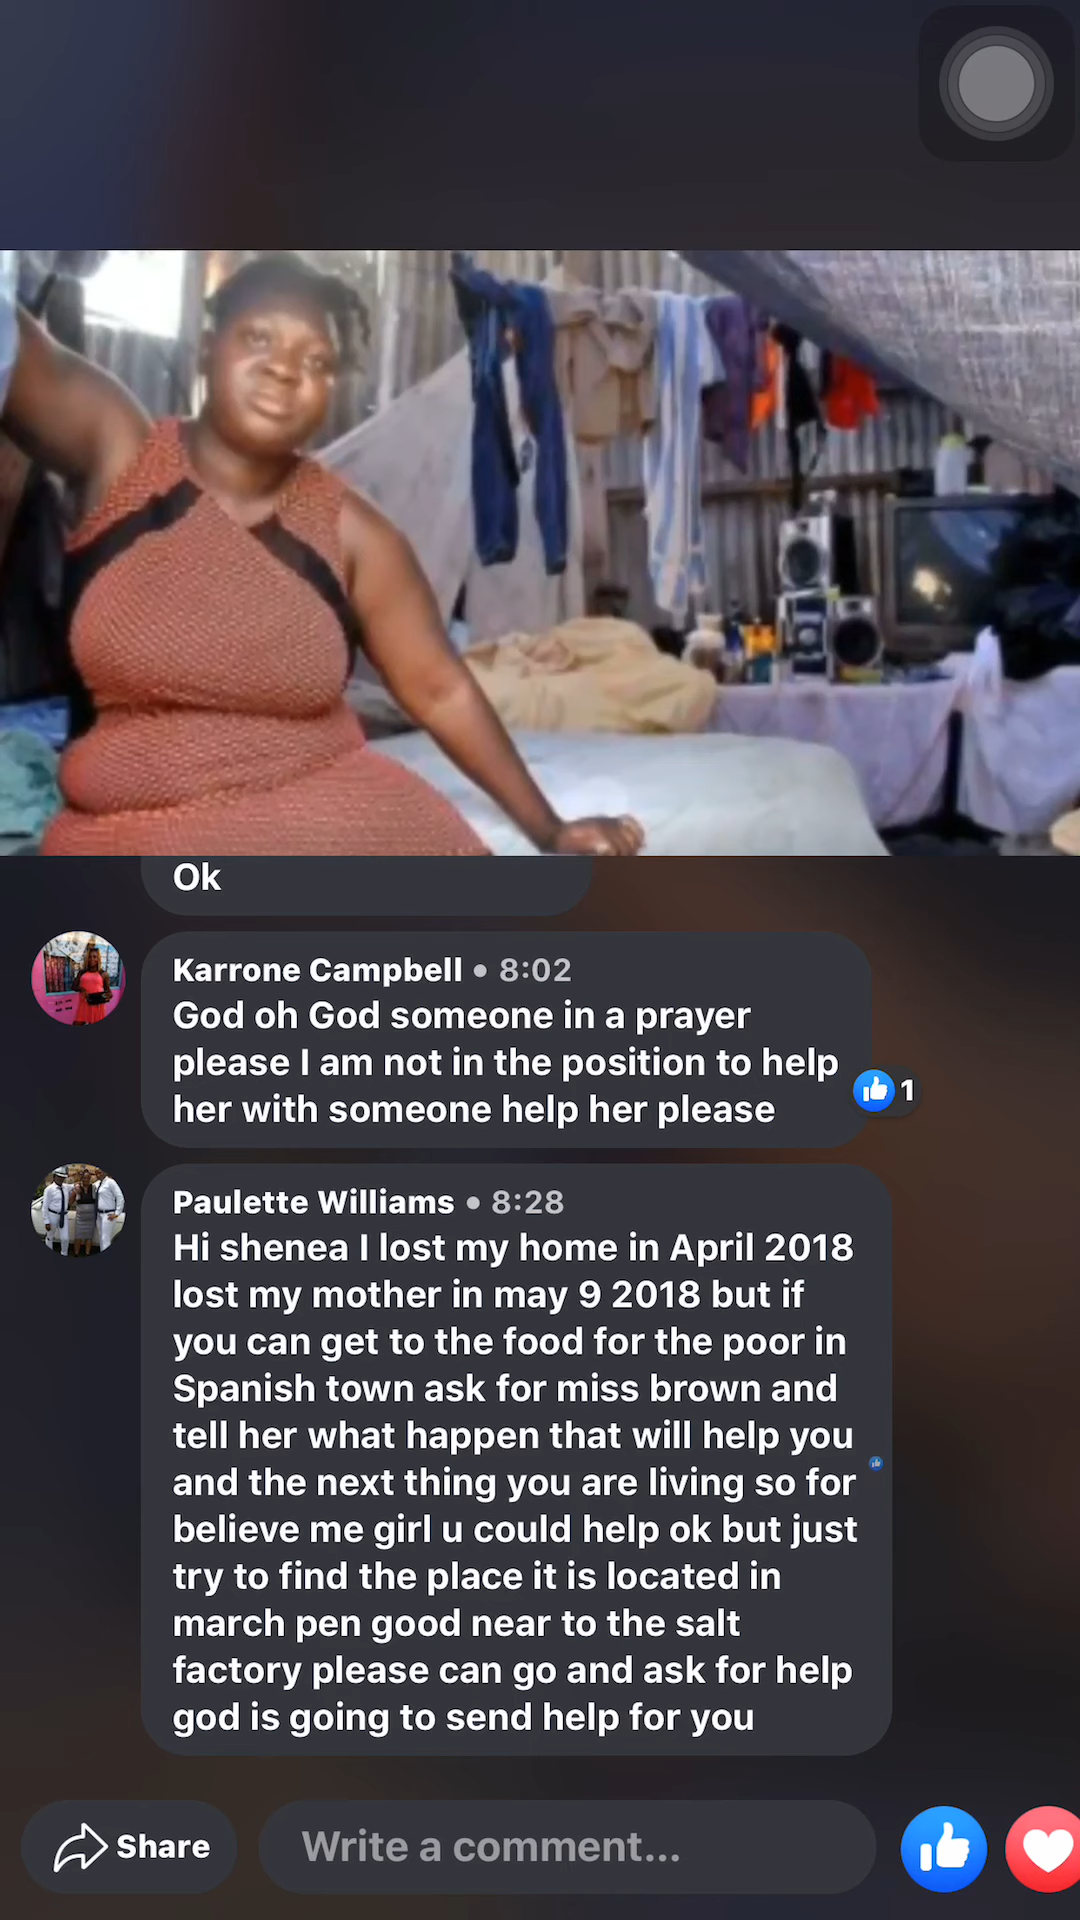 Ok
Karrone Campbell • 8:02
God oh God someone in a prayer
please I am not in the position to help
her with someone help her please
1
Paulette Williams • 8:28
Hi shenea I lost my home in April 2018
lost my mother in may 9 2018 but if
you can get to the food for the poor in
Spanish town ask for miss brown and
tell her what happen that will help you
and the next thing you are living so for
believe me girl u could help ok but just
try to find the place it is located in
march pen good near to the salt
factory please can go and ask for help
god is going to send help for you
Share
Write a comment...